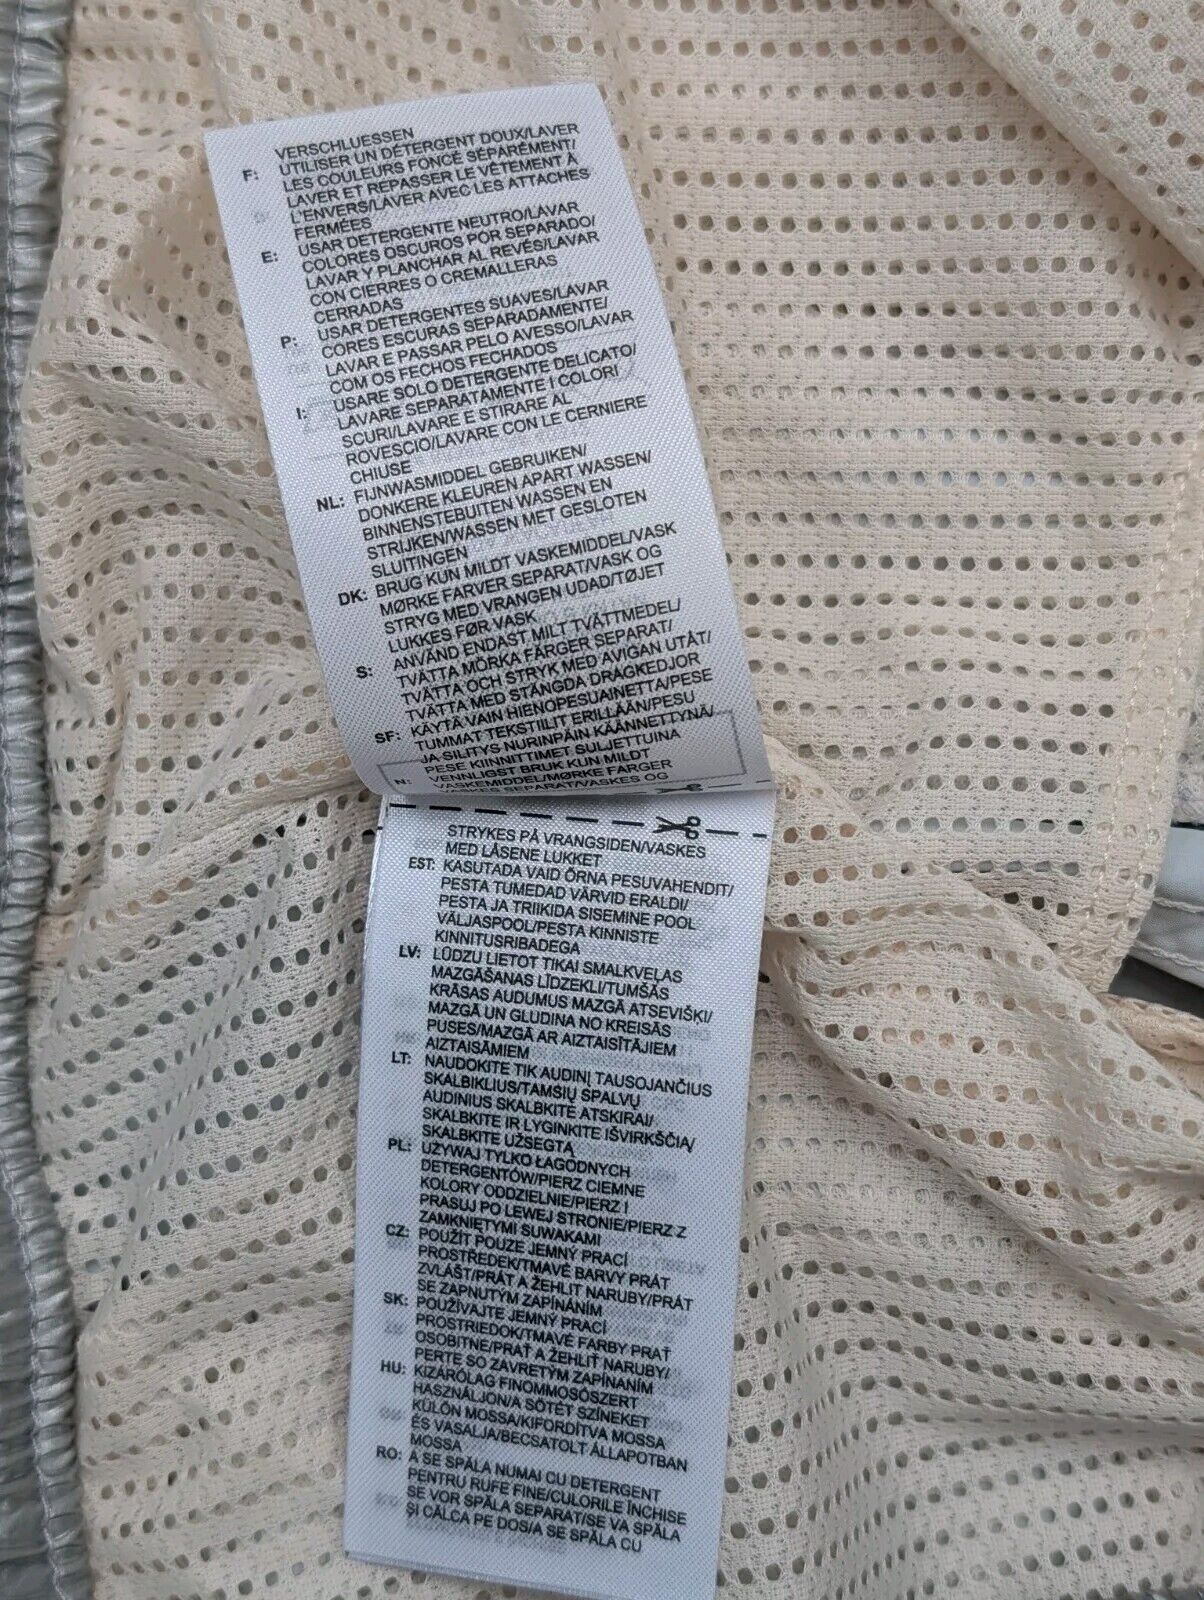 VERSCHLUESSEN
F: UTILISER UN DÉTERGENT DOUX/LAVER
LES COULEURS FONCÉ SÉPARÉMENT/
LAVER ET REPASSER LE VÊTEMENT À
L'ENVERS/LAVER AVEC LES ATTACHES
FERMÉES
E: USAR DETERGENTE NEUTRO/LAVAR
COLORES OSCUROS POR SEPARADO/
LAVAR Y PLANCHAR AL REVÉS/LAVAR
CON CIERRES O CREMALLERAS
CERRADAS
P: USAR DETERGENTES SUAVES/LAVAR
CORES ESCURAS SEPARADAMENTE/
LAVAR E PASSAR PELO AVESSO/LAVAR
COM OS FECHOS FECHADOS
I: USARE SOLO DETERGENTE DELICATO/
LAVARE SEPARATAMENTE I COLORI
SCURI/LAVARE E STIRARE AL
ROVESCIO/LAVARE CON LE CERNIERE
CHIUSE
NL: FIJNWASMIDDEL GEBRUIKEN/
DONKERE KLEUREN APART WASSEN/
BINNENSTEBUITEN WASSEN EN
STRIJKEN/WASSEN MET GESLOTEN
SLUITINGEN
DK: BRUG KUN MILDT VASKEMIDDEL/VASK
MØRKE FARVER SEPARAT/VASK OG
STRYG MED VRANGEN UDAD/TØJET
LUKKES FØR VASK
S: ANVÄND ENDAST MILT TVÄTTMEDEL/
TVÄTTA MÖRKA FÄRGER SEPARAT/
TVÄTTA OCH STRYK MED AVIGAN UTÅT/
TVÄTTA MED STÄNGDA DRAGKEDJOR
SF: KÄYTÄ VAIN HIENOPESUAINETTA/PESE
TUMMAT TEKSTIILIT ERILLÄÄN/PESU
JA SILITYS NURINPÄIN KÄÄNNETTYNÄ/
PESE KIINNITTIMET SULJETTUINA
N: VENNLIGST BRUK KUN MILDT
VASKEMIDDEL/MØRKE FARGER
VASKES SEPARAT/VASKES OG
STRYKES PÅ VRANGSIDEN/VASKES
MED LÅSENE LUKKET
EST: KASUTADA VAID ÕRNA PESUVAHENDIT/
PESTA TUMEDAD VÄRVID ERALDI/
PESTA JA TRIIKIDA SISEMINE POOL
VÄLJASPOOL/PESTA KINNISTE
KINNITUSRIBADEGA
LV: LŪDZU LIETOT TIKAI SMALKVEĻAS
MAZGĀŠANAS LĪDZEKLI/TUMŠĀS
KRĀSAS AUDUMUS MAZGĀ ATSEVIŠĶI/
MAZGĀ UN GLUDINA NO KREISĀS
PUSES/MAZGĀ AR AIZTAISĪTĀJIEM
AIZTAISĀMIEM
LT: NAUDOKITE TIK AUDINĮ TAUSOJANČIUS
SKALBIKLIUS/TAMSIŲ SPALVŲ
AUDINIUS SKALBKITE ATSKIRAI/
SKALBKITE IR LYGINKITE IŠVIRKŠČIĄ/
SKALBKITE UŽSEGTĄ
PL: UŻYWAJ TYLKO ŁAGODNYCH
DETERGENTÓW/PIERZ CIEMNE
KOLORY ODDZIELNIE/PIERZ I
PRASUJ PO LEWEJ STRONIE/PIERZ Z
ZAMKNIĘTYMI SUWAKAMI
CZ: POUŽÍT POUZE JEMNÝ PRACÍ
PROSTŘEDEK/TMAVÉ BARVY PRÁT
ZVLÁŠT/PRÁT A ŽEHLIT NARUBY/PRÁT
SE ZAPNUTÝM ZAPÍNÁNÍM
SK: POUŽÍVAJTE JEMNÝ PRACÍ
PROSTRIEDOK/TMAVÉ FARBY PRAŤ
OSOBITNE/PRAŤ A ŽEHLIŤ NARUBY/
PERTE SO ZAVRETÝM ZAPÍNANÍM
HU: KIZÁRÓLAG FINOMMOSÓSZERT
HASZNÁLJON/A SÖTÉT SZÍNEKET
KÜLÖN MOSSA/KIFORDÍTVA MOSSA
ÉS VASALJA/BECSATOLT ÁLLAPOTBAN
MOSSA
RO: A SE SPĂLA NUMAI CU DETERGENT
PENTRU RUFE FINE/CULORILE ÎNCHISE
SE VOR SPĂLA SEPARAT/SE VA SPĂLA
ȘI CĂLCA PE DOS/A SE SPĂLA CU